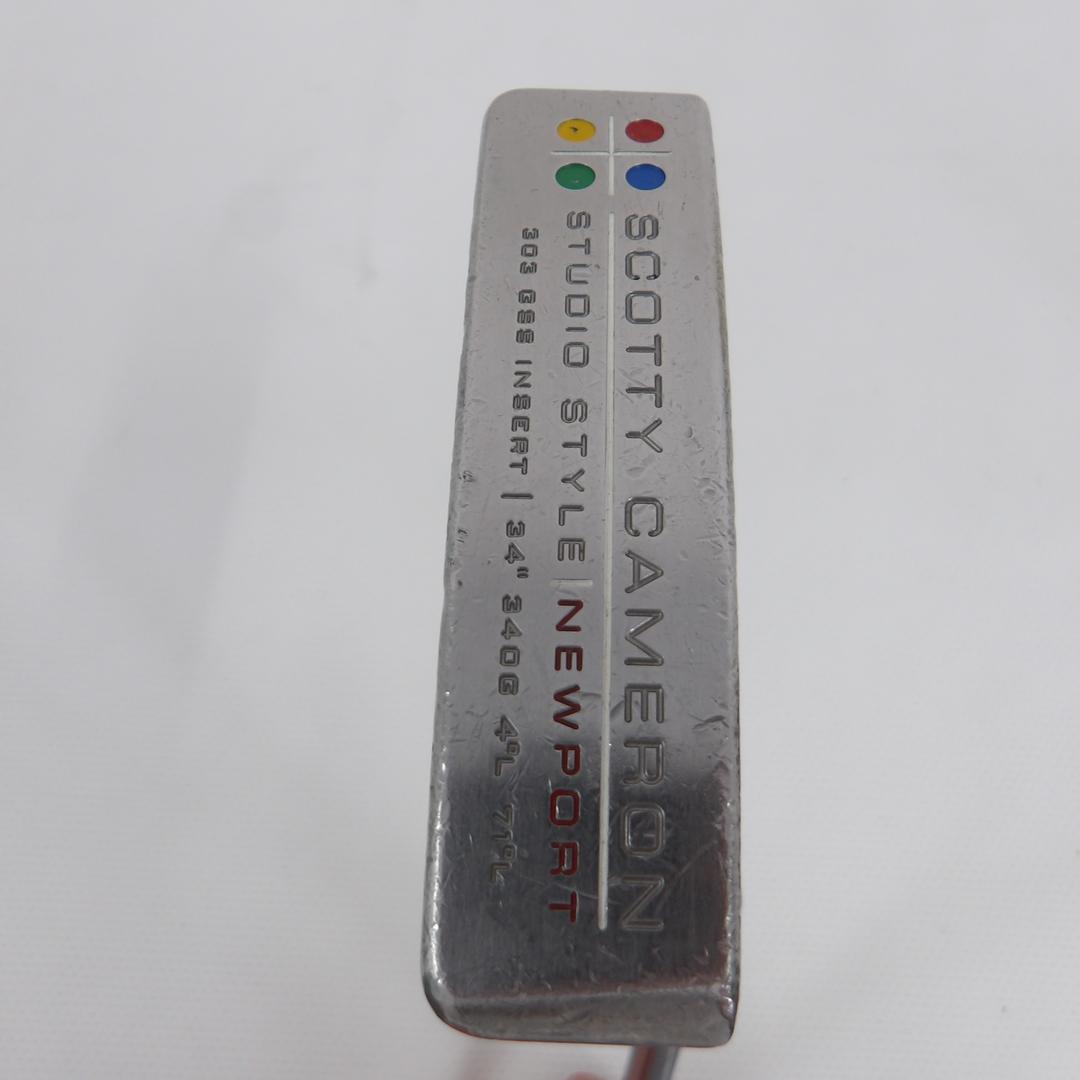 SCOTTY CAMERON
STUDIO STYLE | NEWPORT
303 GSS INSERT | 34" 340G 4°L 71°L